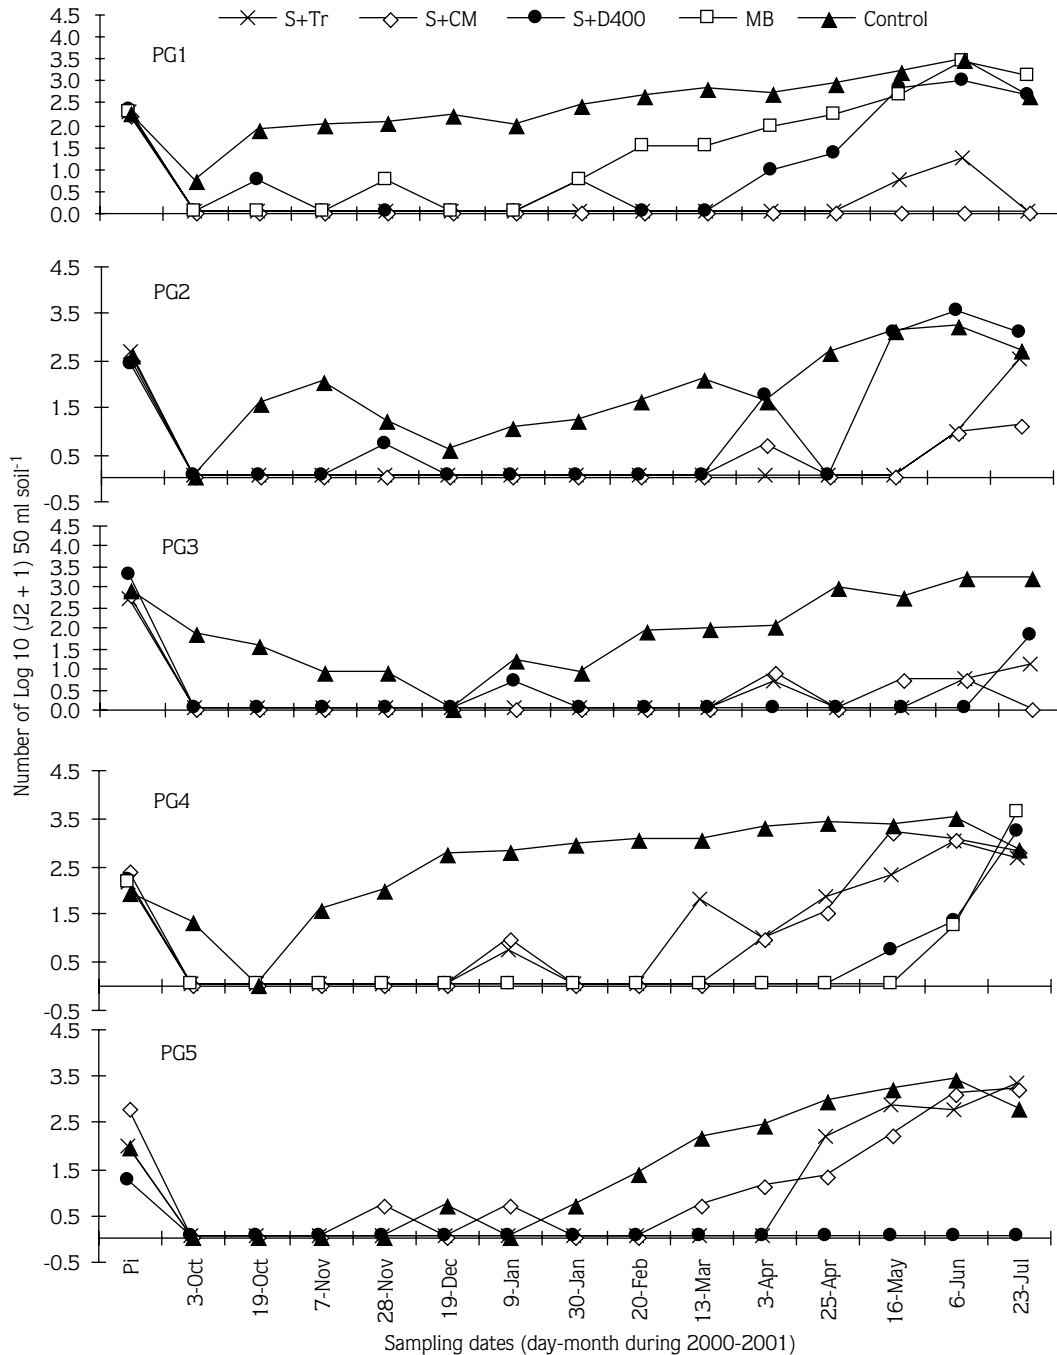 S+Tr S+CM S+D400 MB Control
PG1
4.5
4.0
3.5
3.0
2.5
2.0
1.5
1.0
0.5
0.0
PG2
4.5
3.5
2.5
1.5
0.5
-0.5
PG3
4.5
4.0
3.5
3.0
2.5
2.0
1.5
1.0
0.5
0.0
PG4
4.5
3.5
2.5
1.5
0.5
-0.5
PG5
4.5
3.5
2.5
1.5
0.5
-0.5
Number of Log 10 (J2 + 1) 50 ml soil⁻¹
Pi
3-Oct
19-Oct
7-Nov
28-Nov
19-Dec
9-Jan
30-Jan
20-Feb
13-Mar
3-Apr
25-Apr
16-May
6-Jun
23-Jul
Sampling dates (day-month during 2000-2001)